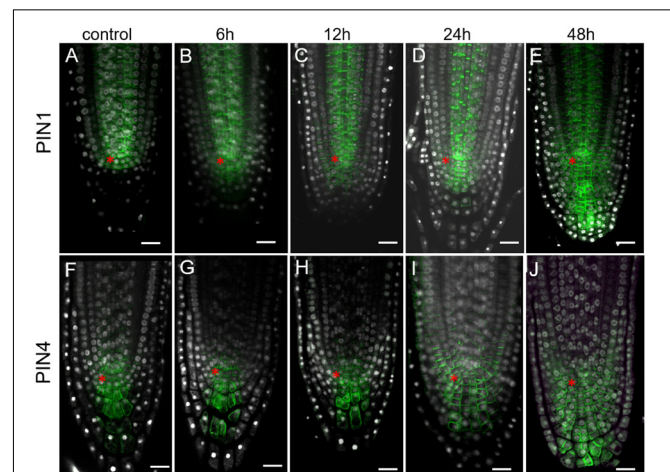 control 6h 12h 24h 48h
PIN1
A B C D E
PIN4
F G H I J